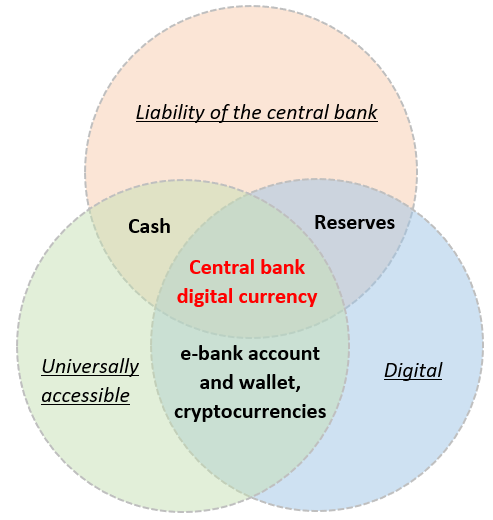 Liability of the central bank
Cash
Reserves
Central bank
digital currency
e-bank account
and wallet,
cryptocurrencies
Universally
accessible
Digital